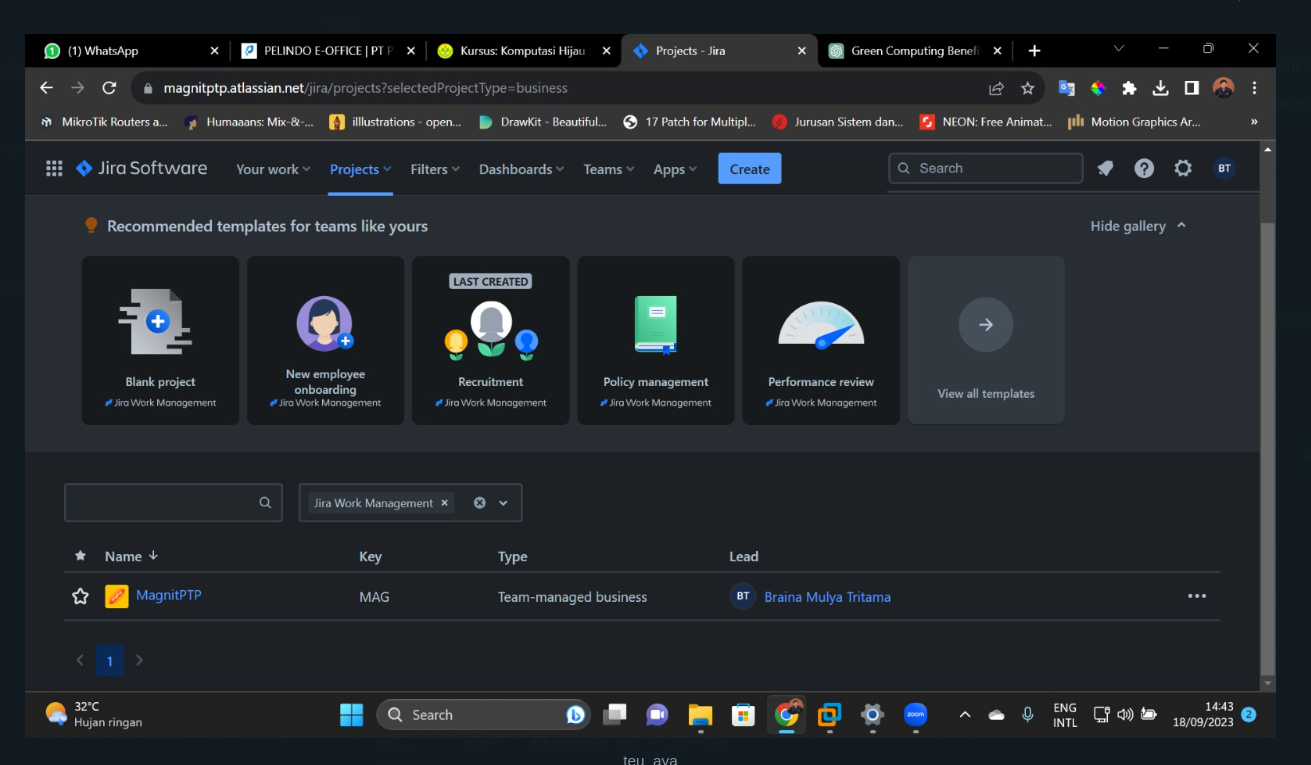 (1) WhatsApp
PELINDO E-OFFICE | PT P
Kursus: Komputasi Hijau
Projects - Jira
Green Computing Benefi
magnitptp.atlassian.net/jira/projects?selectedProjectType=business
MikroTik Routers a...
Humaaans: Mix-&-...
illlustrations - open...
DrawKit - Beautiful...
17 Patch for Multipl...
Jurusan Sistem dan...
NEON: Free Animat...
Motion Graphics Ar...
»
Jira Software
Your work
Projects
Filters
Dashboards
Teams
Apps
Create
Search
BT
Recommended templates for teams like yours
Hide gallery
Blank project
Jira Work Management
New employee
onboarding
Jira Work Management
LAST CREATED
Recruitment
Jira Work Management
Policy management
Jira Work Management
Performance review
Jira Work Management
View all templates
Jira Work Management
Name
Key
Type
Lead
MagnitPTP
MAG
Team-managed business
BT
Braina Mulya Tritama
1
32°C
Hujan ringan
Search
zoom
ENG
INTL
14:43
18/09/2023
2
teu_aya